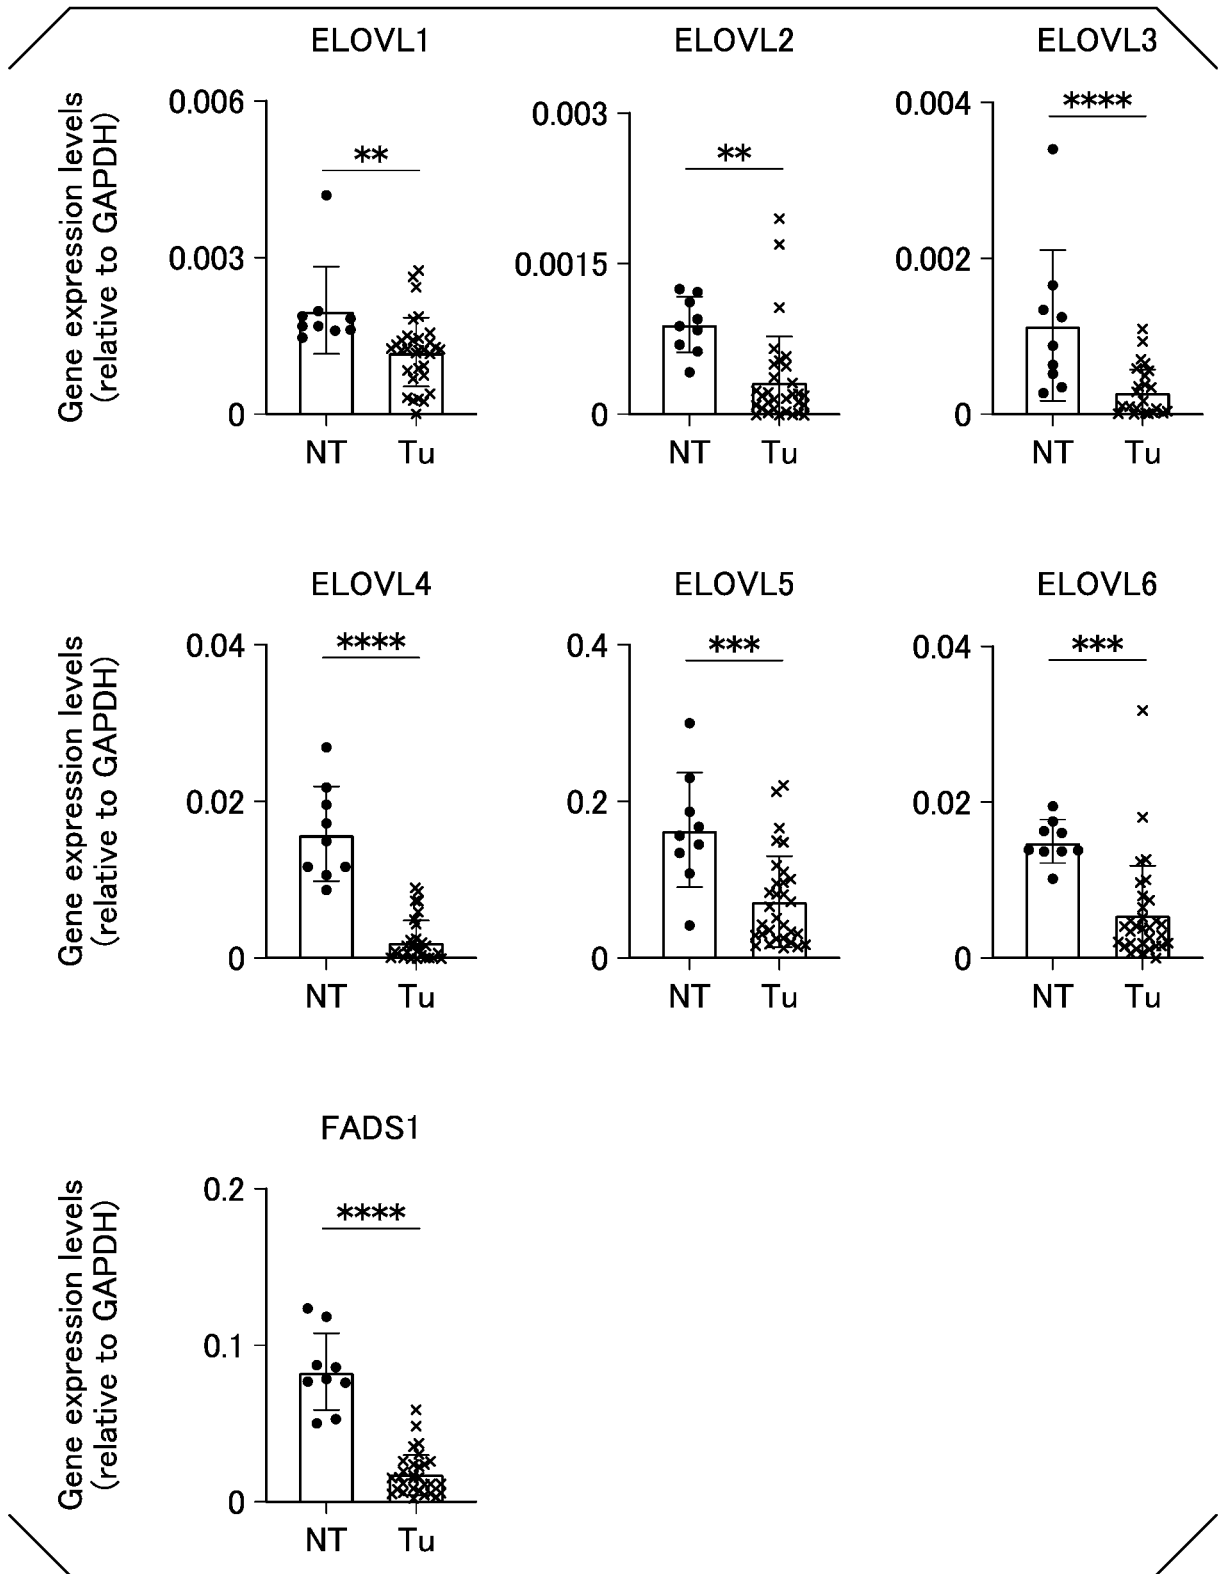 ELOVL1 ELOVL2 ELOVL3
Gene expression levels
(relative to GAPDH)
0.006
0.003
0
**
NT Tu
0.003
0.0015
0
**
NT Tu
0.004
0.002
0
****
NT Tu
ELOVL4 ELOVL5 ELOVL6
Gene expression levels
(relative to GAPDH)
0.04
0.02
0
****
NT Tu
0.4
0.2
0
***
NT Tu
0.04
0.02
0
***
NT Tu
FADS1
Gene expression levels
(relative to GAPDH)
0.2
0.1
0
****
NT Tu